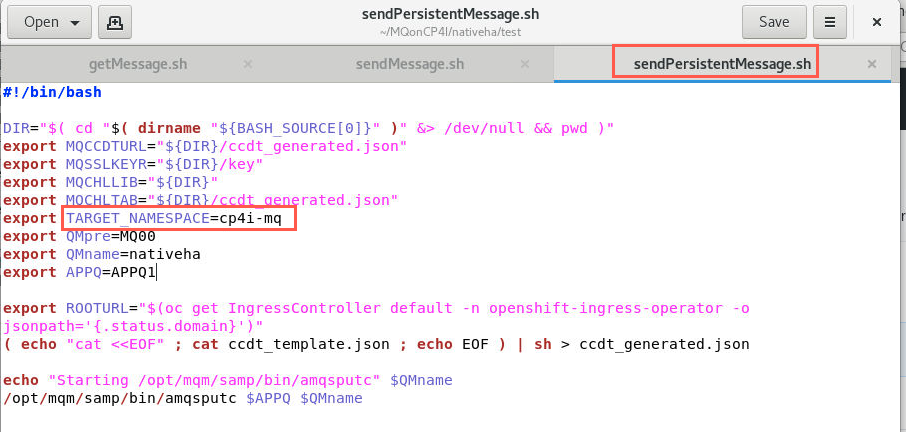 Open
sendPersistentMessage.sh
~/MQonCP4I/nativeha/test
Save
getMessage.sh
sendMessage.sh
sendPersistentMessage.sh
#!/bin/bash
DIR="$( cd "$( dirname "${BASH_SOURCE[0]}" )" &> /dev/null && pwd )"
export MQCCDTURL="${DIR}/ccdt_generated.json"
export MQSSLKEYR="${DIR}/key"
export MQCHLLIB="${DIR}"
export MQCHLTAB="${DIR}/ccdt_generated.json"
export TARGET_NAMESPACE=cp4i-mq
export QMpre=MQ00
export QMname=nativeha
export APPQ=APPQ1
export ROOTURL="$(oc get IngressController default -n openshift-ingress-operator -o
jsonpath='{.status.domain}')"
( echo "cat <<EOF" ; cat ccdt_template.json ; echo EOF ) | sh > ccdt_generated.json
echo "Starting /opt/mqm/samp/bin/amqsputc" $QMname
/opt/mqm/samp/bin/amqsputc $APPQ $QMname